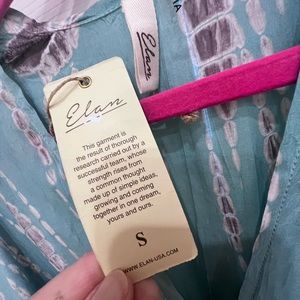 Elan
Elan
This garment is
the result of thorough
research carried out by a
successful team, whose
strength rises from
a common thought
made up of simple ideas,
growing and coming
together in one dream,
yours and ours.
S
WWW.ELAN-USA.COM